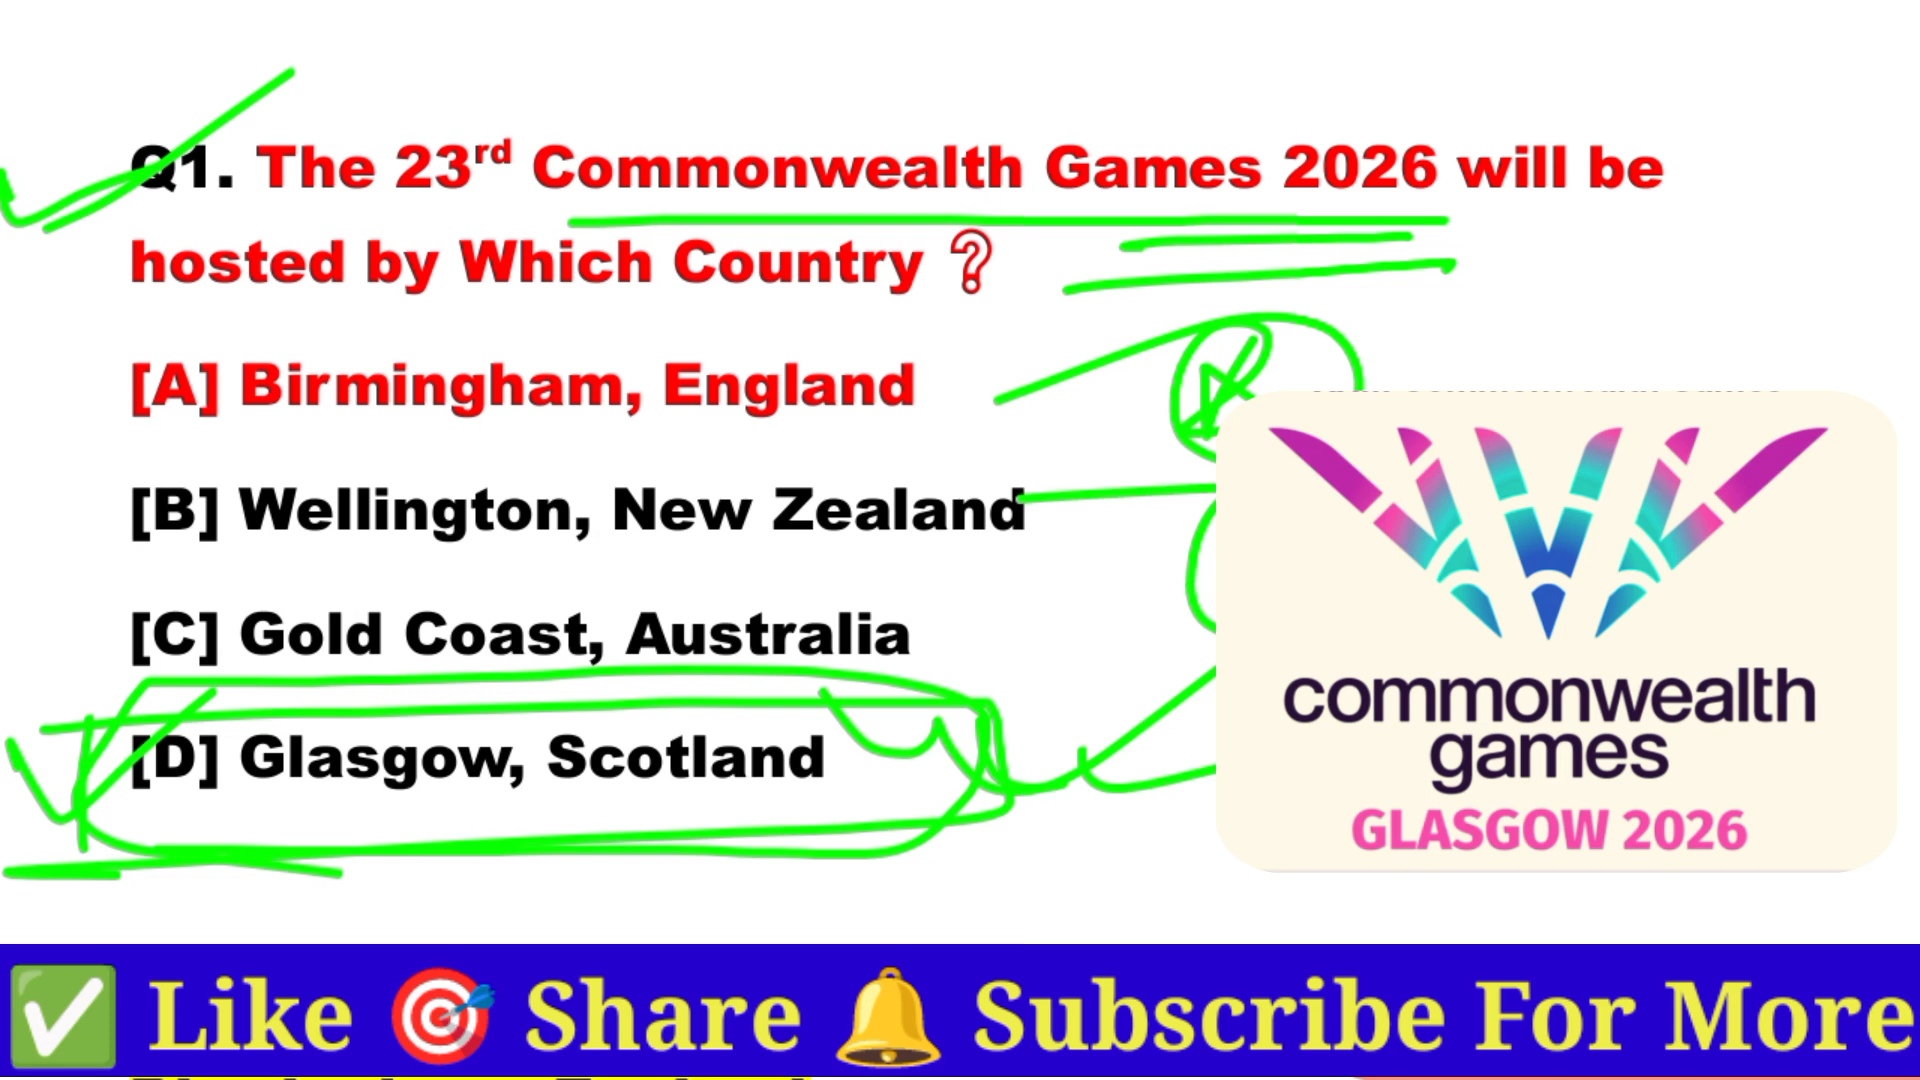 Q1. The 23rd Commonwealth Games 2026 will be
hosted by Which Country ?
[A] Birmingham, England
[B] Wellington, New Zealand
[C] Gold Coast, Australia
[D] Glasgow, Scotland
commonwealth
games
GLASGOW 2026
✅ Like 🎯 Share 🔔 Subscribe For More